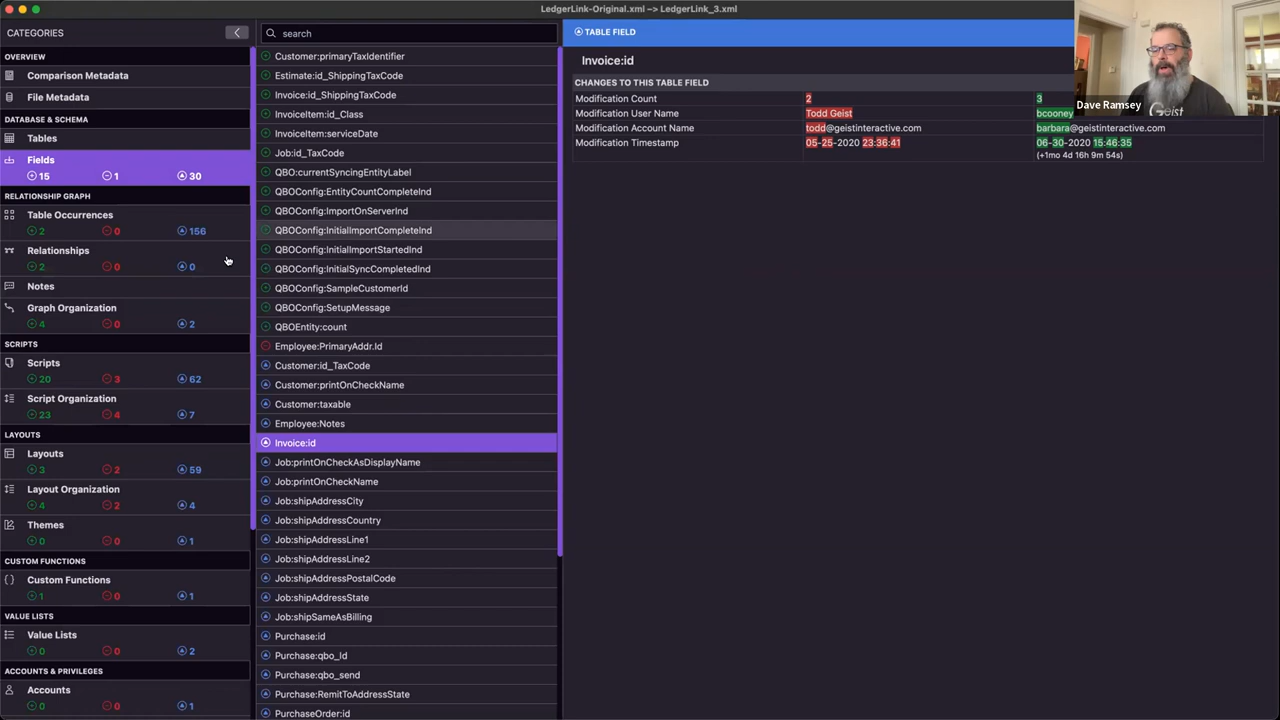 LedgerLink-Original.xml –> LedgerLink_3.xml
CATEGORIES
OVERVIEW
Comparison Metadata
File Metadata
DATABASE & SCHEMA
Tables
Fields
15 1 30
RELATIONSHIP GRAPH
Table Occurrences
2 0 156
Relationships
2 0 0
Notes
Graph Organization
4 0 2
SCRIPTS
Scripts
20 3 62
Script Organization
23 4 7
LAYOUTS
Layouts
3 2 59
Layout Organization
4 2 4
Themes
0 0 1
CUSTOM FUNCTIONS
Custom Functions
1 0 1
VALUE LISTS
Value Lists
0 0 2
ACCOUNTS & PRIVILEGES
Accounts
0 0 1
search
Customer:primaryTaxIdentifier
Estimate:id_ShippingTaxCode
Invoice:id_ShippingTaxCode
InvoiceItem:id_Class
InvoiceItem:serviceDate
Job:id_TaxCode
QBO:currentSyncingEntityLabel
QBOConfig:EntityCountCompleteInd
QBOConfig:ImportOnServerInd
QBOConfig:InitialImportCompleteInd
QBOConfig:InitialImportStartedInd
QBOConfig:InitialSyncCompletedInd
QBOConfig:SampleCustomerId
QBOConfig:SetupMessage
QBOEntity:count
Employee:PrimaryAddr.Id
Customer:id_TaxCode
Customer:printOnCheckName
Customer:taxable
Employee:Notes
Invoice:id
Job:printOnCheckAsDisplayName
Job:printOnCheckName
Job:shipAddressCity
Job:shipAddressCountry
Job:shipAddressLine1
Job:shipAddressLine2
Job:shipAddressPostalCode
Job:shipAddressState
Job:shipSameAsBilling
Purchase:id
Purchase:qbo_Id
Purchase:qbo_send
Purchase:RemitToAddressState
PurchaseOrder:id
TABLE FIELD
Invoice:id
CHANGES TO THIS TABLE FIELD
Modification Count 2 3
Modification User Name Todd Geist bcooney
Modification Account Name todd@geistinteractive.com barbara@geistinteractive.com
Modification Timestamp 05-25-2020 23:36:41 06-30-2020 15:46:35
(+1mo 4d 16h 9m 54s)
Dave Ramsey
Geist